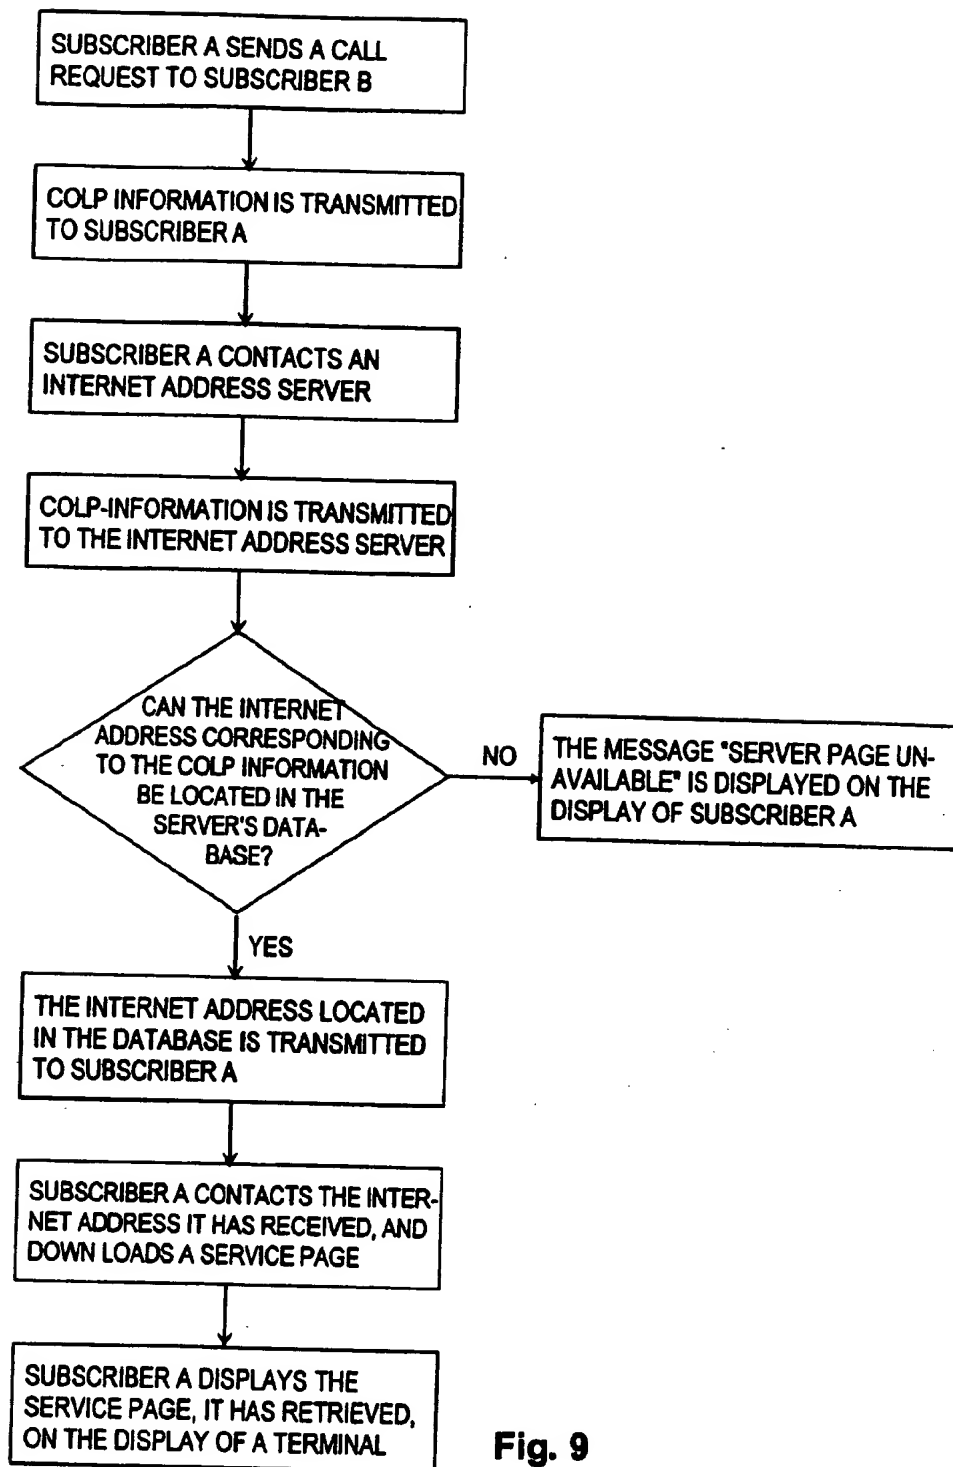 SUBSCRIBER A SENDS A CALL
REQUEST TO SUBSCRIBER B
COLP INFORMATION IS TRANSMITTED
TO SUBSCRIBER A
SUBSCRIBER A CONTACTS AN
INTERNET ADDRESS SERVER
COLP-INFORMATION IS TRANSMITTED
TO THE INTERNET ADDRESS SERVER
CAN THE INTERNET
ADDRESS CORRESPONDING
TO THE COLP INFORMATION
BE LOCATED IN THE
SERVER'S DATA-
BASE?
NO
THE MESSAGE "SERVER PAGE UN-
AVAILABLE" IS DISPLAYED ON THE
DISPLAY OF SUBSCRIBER A
YES
THE INTERNET ADDRESS LOCATED
IN THE DATABASE IS TRANSMITTED
TO SUBSCRIBER A
SUBSCRIBER A CONTACTS THE INTER-
NET ADDRESS IT HAS RECEIVED, AND
DOWN LOADS A SERVICE PAGE
SUBSCRIBER A DISPLAYS THE
SERVICE PAGE, IT HAS RETRIEVED,
ON THE DISPLAY OF A TERMINAL
Fig. 9